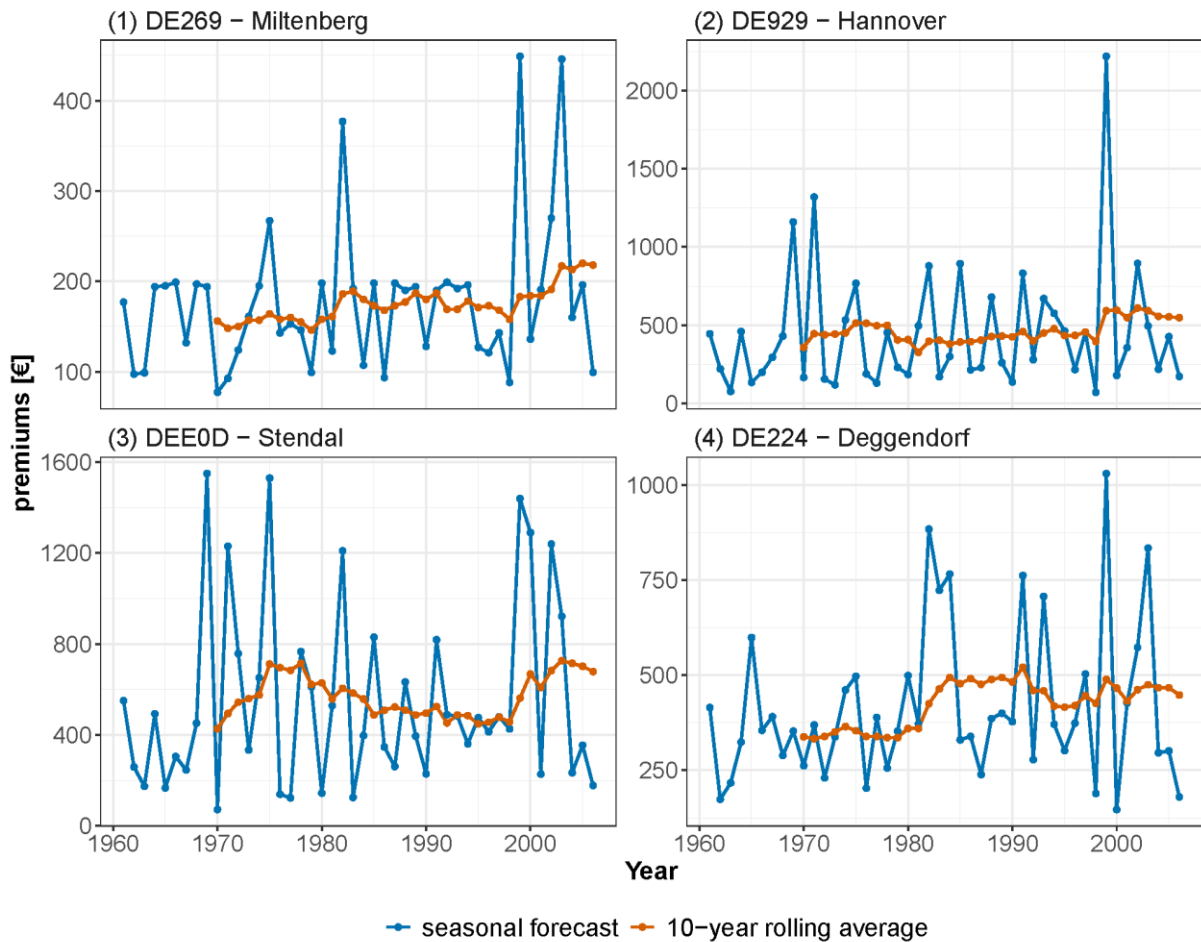 (1) DE269 − Miltenberg
(2) DE929 − Hannover
400
300
200
100
2000
1500
1000
500
0
(3) DEE0D − Stendal
(4) DE224 − Deggendorf
1600
1200
800
400
0
1000
750
500
250
premiums [€]
1960 1970 1980 1990 2000
1960 1970 1980 1990 2000
Year
seasonal forecast 10−year rolling average